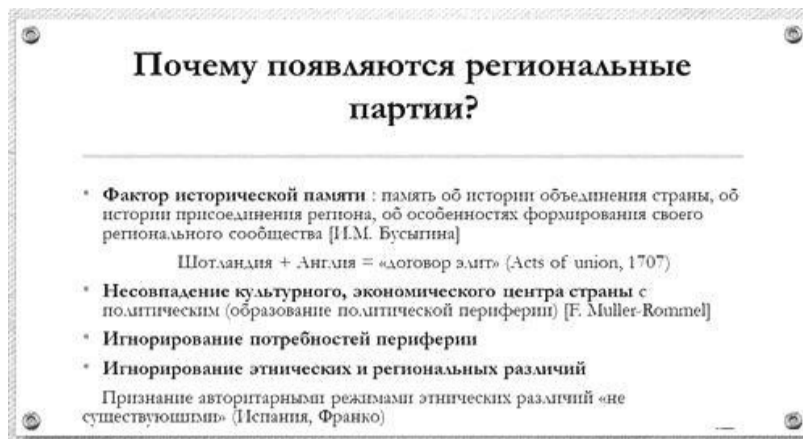 Почему появляются региональные
партии?
• Фактор исторической памяти : память об истории объединения страны, об
истории присоединения региона, об особенностях формирования своего
регионального сообщества [И.М. Бусыгина]
Шотландия + Англия = «договор элит» (Acts of union, 1707)
• Несовпадение культурного, экономического центра страны с
политическим (образование политической периферии) [F. Muller-Rommel]
• Игнорирование потребностей периферии
• Игнорирование этнических и региональных различий
Признание авторитарными режимами этнических различий «не
существующими» (Испания, Франко)